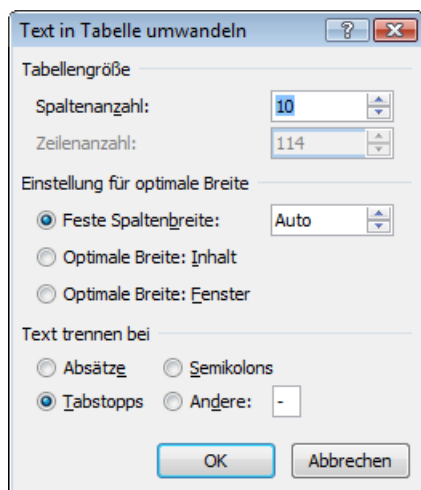 Text in Tabelle umwandeln
Tabellengröße
Spaltenanzahl: 10
Zeilenanzahl: 114
Einstellung für optimale Breite
Feste Spaltenbreite: Auto
Optimale Breite: Inhalt
Optimale Breite: Fenster
Text trennen bei
Absätze Semikolons
Tabstopps Andere: -
OK Abbrechen